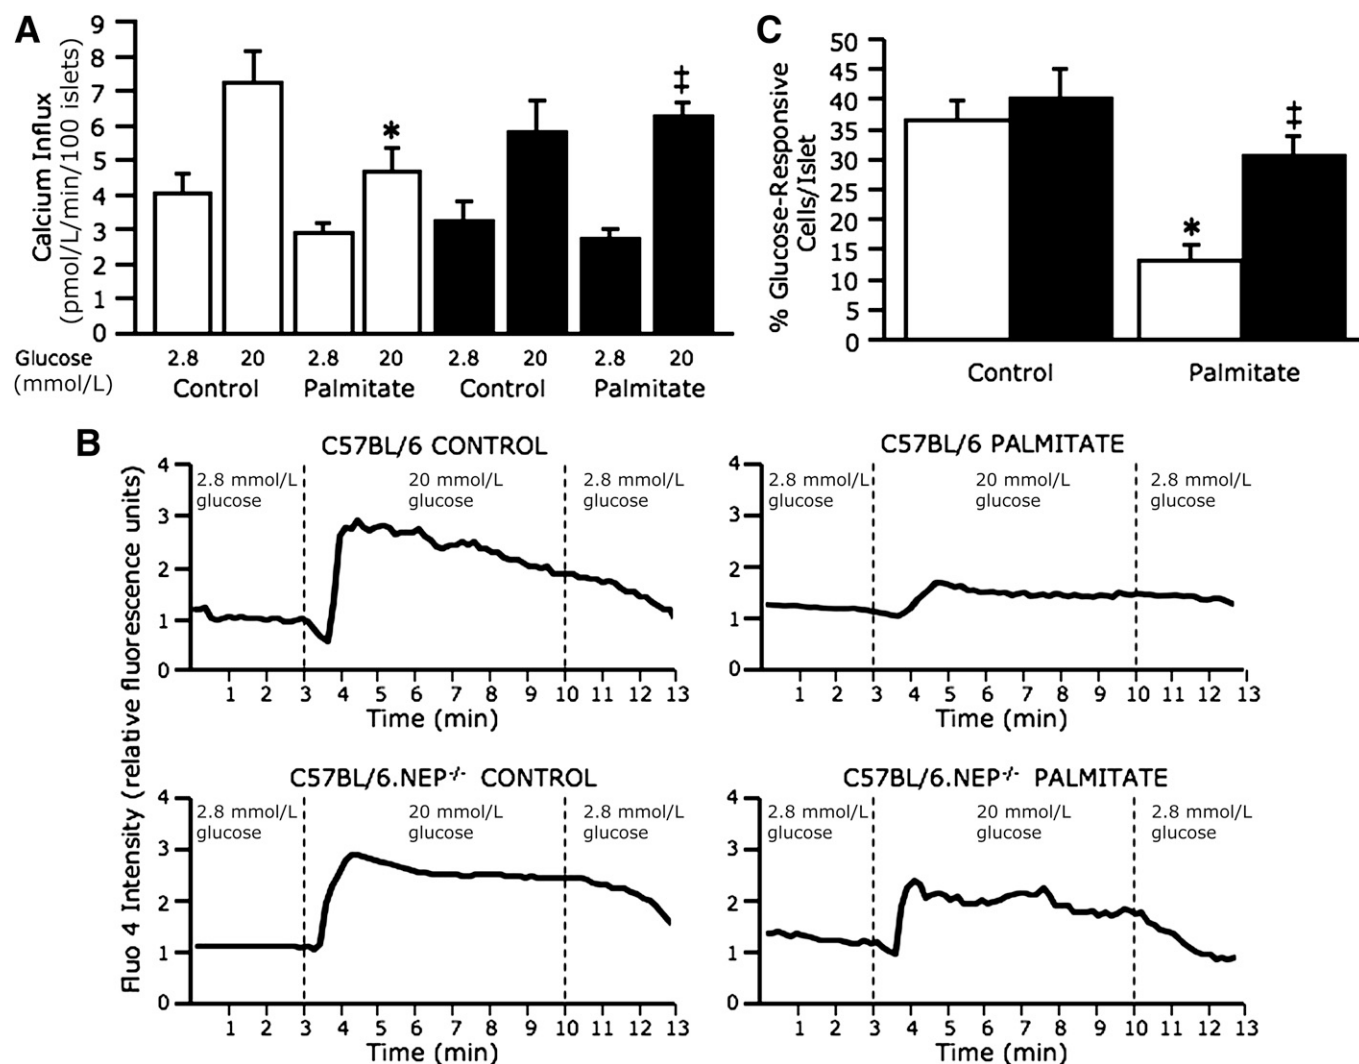 A
Calcium Influx
(pmol/L/min/100 islets)
9
8
7
6
5
4
3
2
1
0
*
‡
Glucose
(mmol/L)
2.8 20 2.8 20 2.8 20 2.8 20
Control Palmitate Control Palmitate
C
% Glucose-Responsive
Cells/Islet
50
45
40
35
30
25
20
15
10
5
0
*
‡
Control Palmitate
B
Fluo 4 Intensity (relative fluorescence units)
C57BL/6 CONTROL
4
3
2
1
0
2.8 mmol/L
glucose
20 mmol/L
glucose
2.8 mmol/L
glucose
1 2 3 4 5 6 7 8 9 10 11 12 13
Time (min)
C57BL/6 PALMITATE
4
3
2
1
0
2.8 mmol/L
glucose
20 mmol/L
glucose
2.8 mmol/L
glucose
1 2 3 4 5 6 7 8 9 10 11 12 13
Time (min)
C57BL/6.NEP-/- CONTROL
4
3
2
1
0
2.8 mmol/L
glucose
20 mmol/L
glucose
2.8 mmol/L
glucose
1 2 3 4 5 6 7 8 9 10 11 12 13
Time (min)
C57BL/6.NEP-/- PALMITATE
4
3
2
1
0
2.8 mmol/L
glucose
20 mmol/L
glucose
2.8 mmol/L
glucose
1 2 3 4 5 6 7 8 9 10 11 12 13
Time (min)